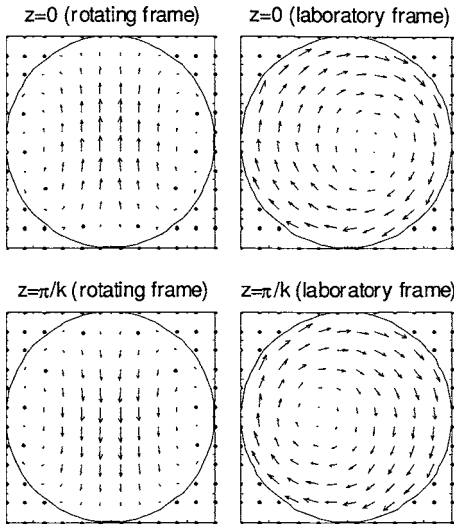 z=0 (rotating frame)
z=0 (laboratory frame)
z=π/k (rotating frame)
z=π/k (laboratory frame)